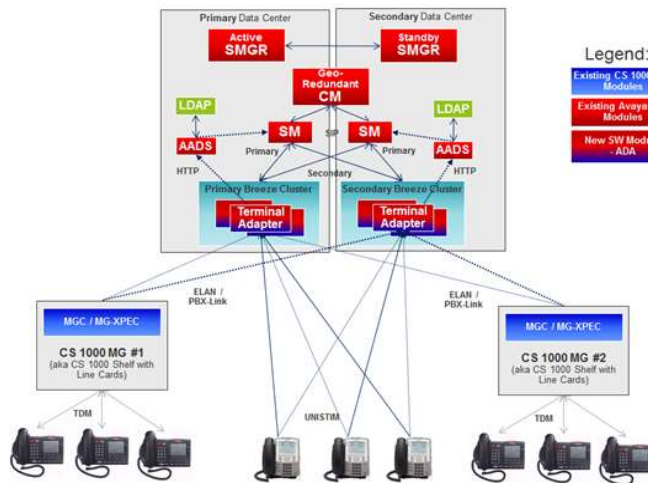 Primary Data Center
Secondary Data Center
Active
SMGR
Standby
SMGR
Geo-
Redundant
CM
LDAP
LDAP
SM
SIP
SM
AADS
AADS
Primary
Primary
Secondary
HTTP
HTTP
Primary Breeze Cluster
Secondary Breeze Cluster
Terminal
Adapter
Terminal
Adapter
Legend:
Existing CS 1000
Modules
Existing Avaya
Modules
New SW Modu
- ADA
ELAN /
PBX-Link
ELAN /
PBX-Link
MGC / MG-XPEC
CS 1000 MG #1
(aka CS 1000 Shelf with
Line Cards)
MGC / MG-XPEC
CS 1000 MG #2
(aka CS 1000 Shelf with
Line Cards)
TDM
UNISTIM
TDM